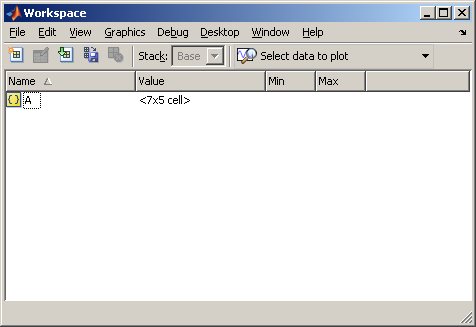 Workspace
File Edit View Graphics Debug Desktop Window Help
Stack: Base Select data to plot
Name Value Min Max
A <7x5 cell>